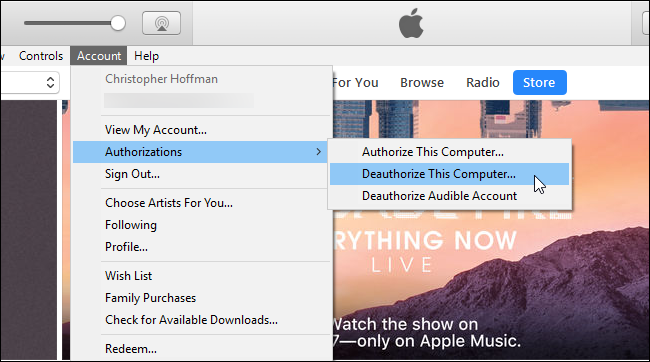 Controls Account Help
Christopher Hoffman
For You Browse Radio Store
View My Account...
Authorizations
Authorize This Computer...
Sign Out...
Deauthorize This Computer...
Deauthorize Audible Account
Choose Artists For You...
Following
Profile...
RYTHING NOW
LIVE
Wish List
Family Purchases
Check for Available Downloads...
Watch the show on
7—only on Apple Music.
Redeem...